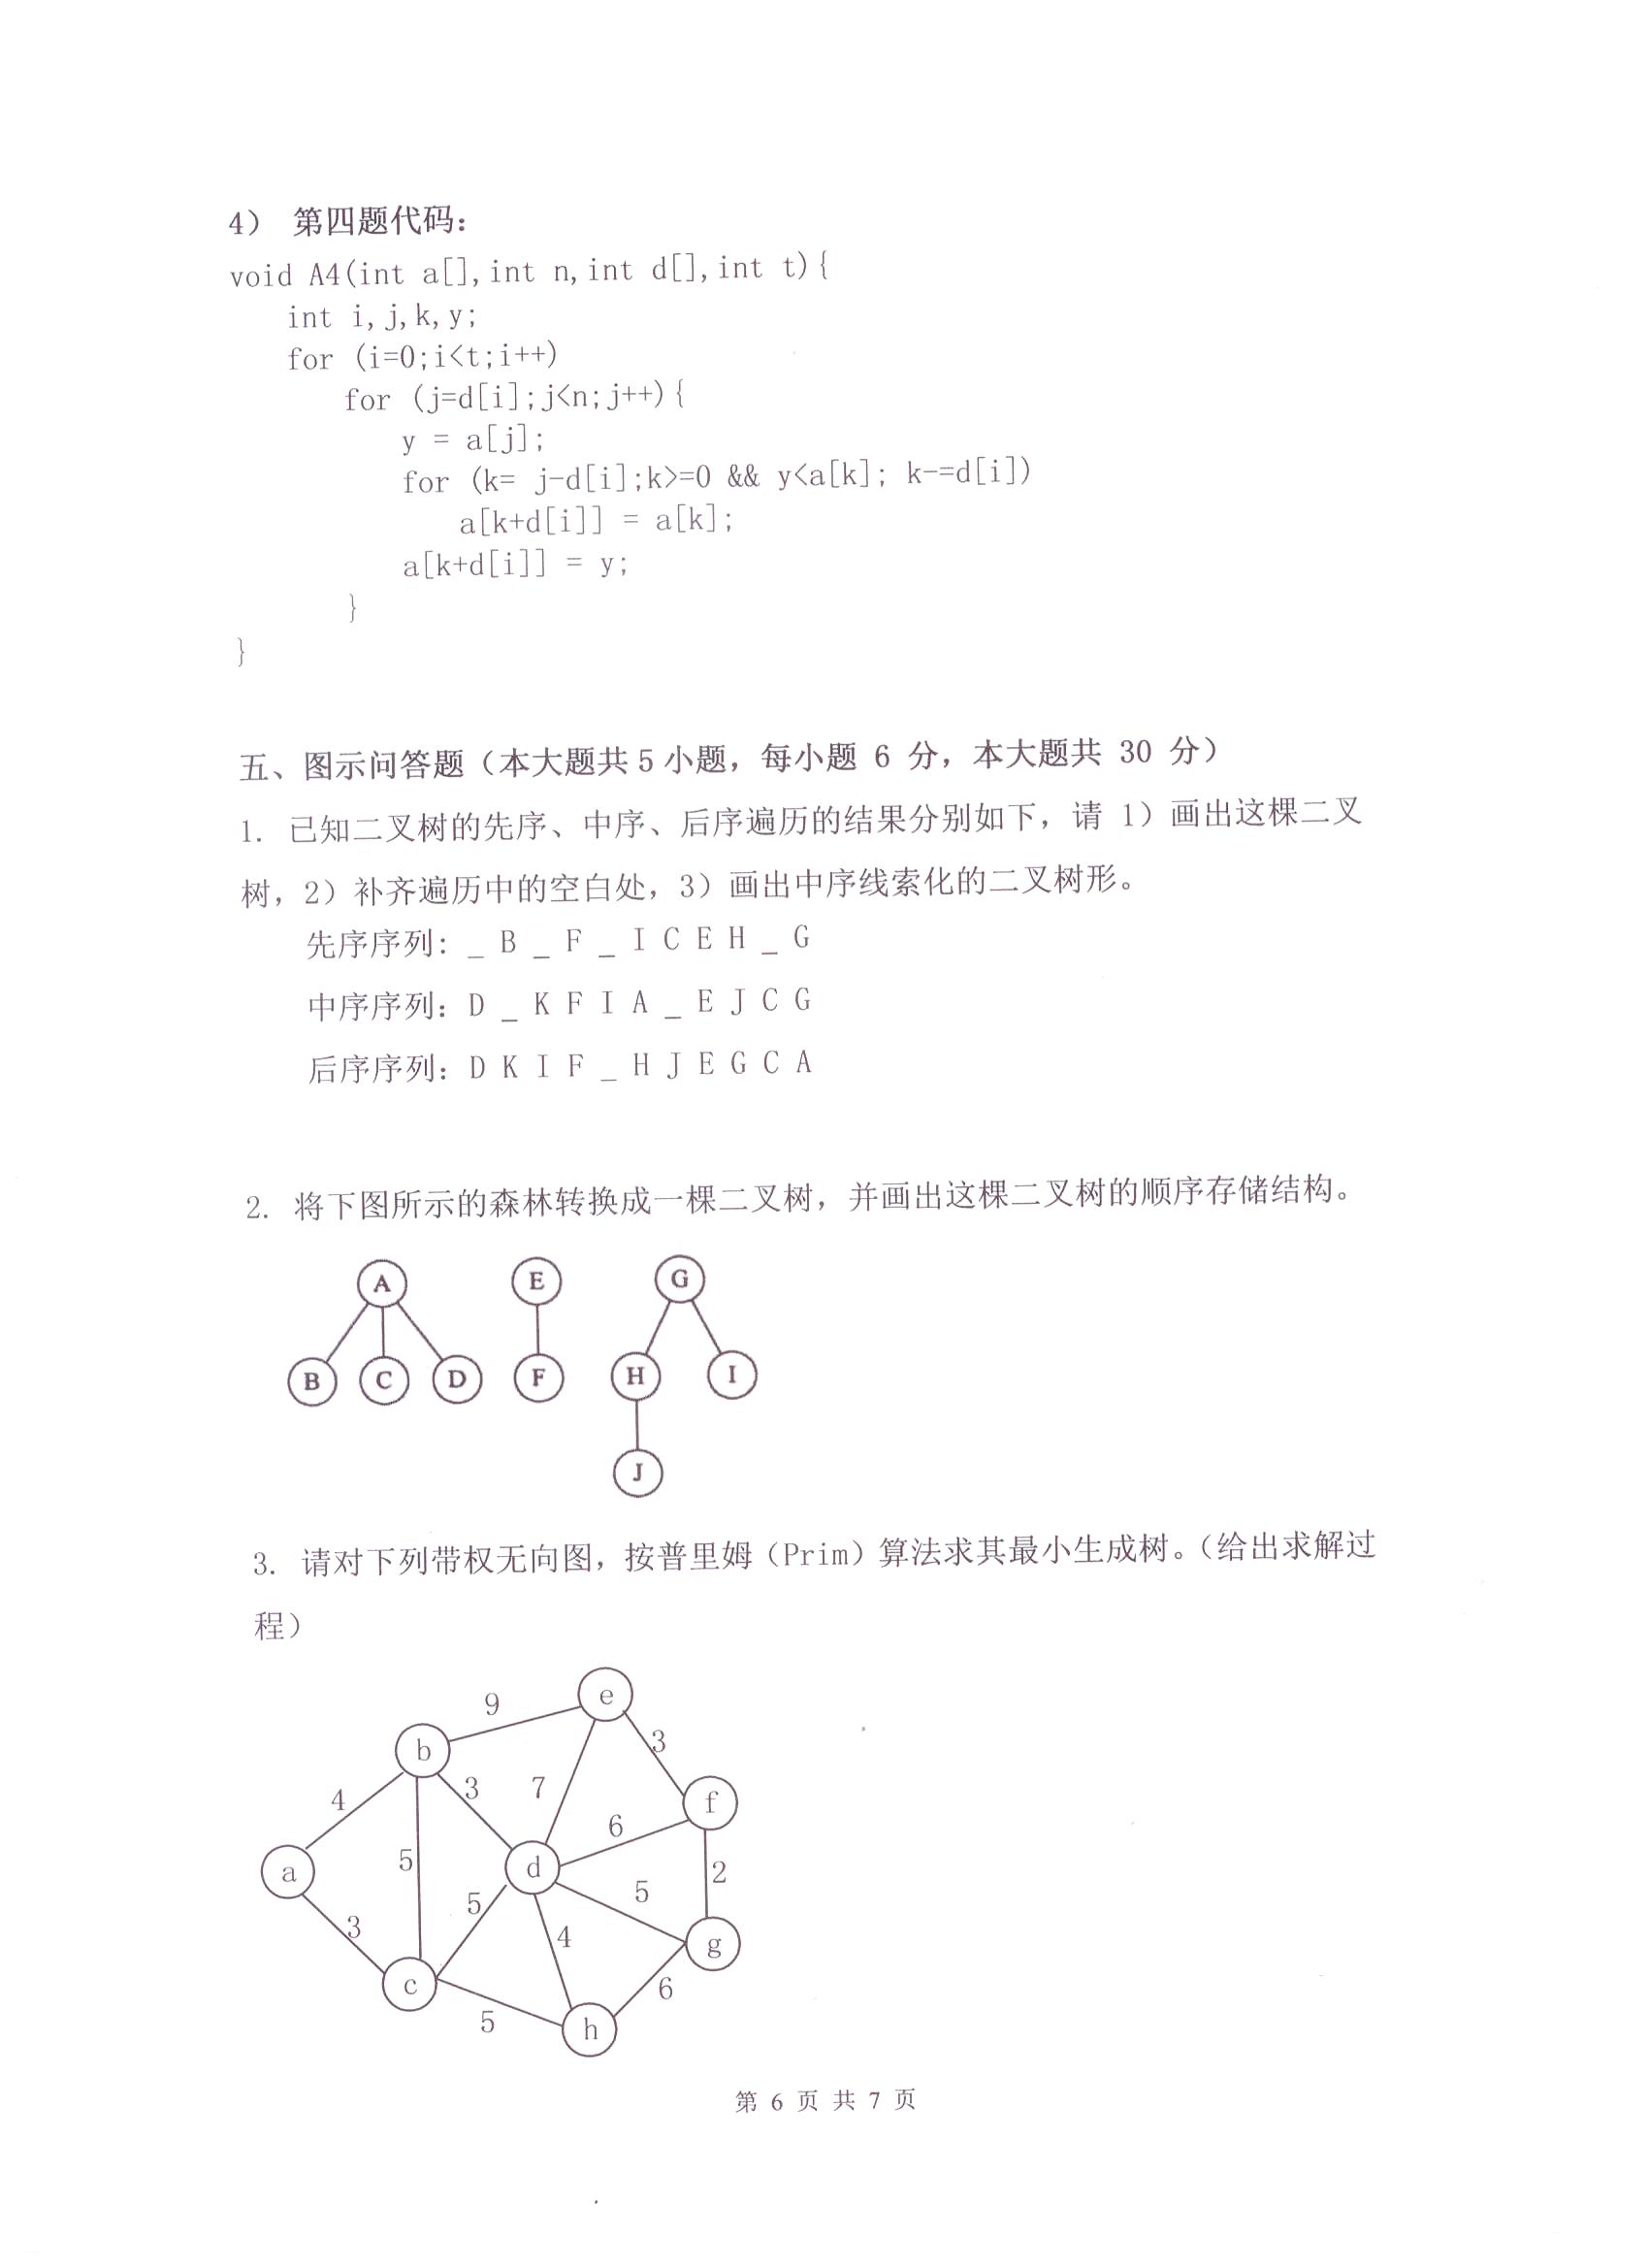 4） 第四题代码：
void A4(int a[],int n,int d[],int t){
int i,j,k,y;
for (i=0;i<t;i++)
for (j=d[i];j<n;j++){
y = a[j];
for (k= j-d[i];k>=0 && y<a[k]; k-=d[i])
a[k+d[i]] = a[k];
a[k+d[i]] = y;
}
}
五、图示问答题（本大题共 5 小题，每小题 6 分，本大题共 30 分）
1. 已知二叉树的先序、中序、后序遍历的结果分别如下，请 1）画出这棵二叉
树，2）补齐遍历中的空白处，3）画出中序线索化的二叉树形。
先序序列: _ B _ F _ I C E H _ G
中序序列：D _ K F I A _ E J C G
后序序列：D K I F _ H J E G C A
2. 将下图所示的森林转换成一棵二叉树，并画出这棵二叉树的顺序存储结构。
A E G
B C D F H I
J
3. 请对下列带权无向图，按普里姆（Prim）算法求其最小生成树。（给出求解过
程）
e
9
b 3
4 3 7 f
6
a 5 d 2
5 5
3 4 g
c 6
5 h
第 6 页 共 7 页